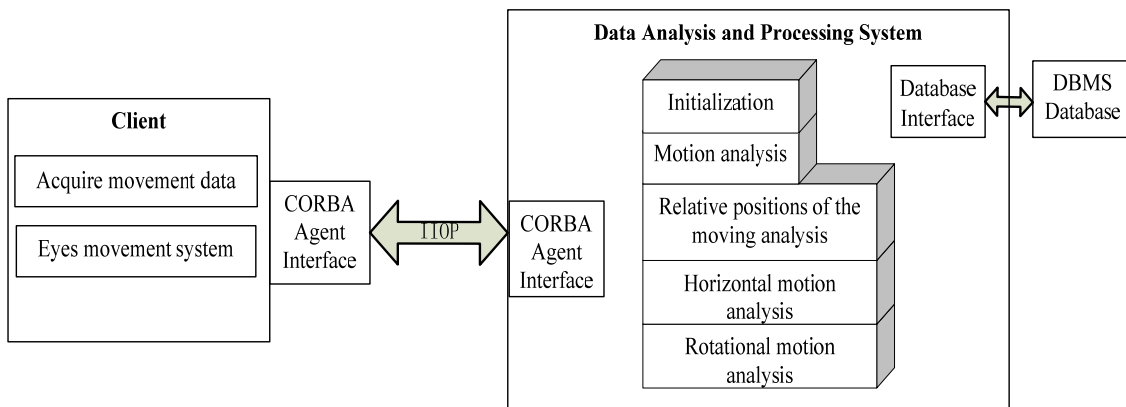 Client
Acquire movement data
Eyes movement system
CORBA
Agent
Interface
IIOP
Data Analysis and Processing System
CORBA
Agent
Interface
Initialization
Motion analysis
Relative positions of the
moving analysis
Horizontal motion
analysis
Rotational motion
analysis
Database
Interface
DBMS
Database